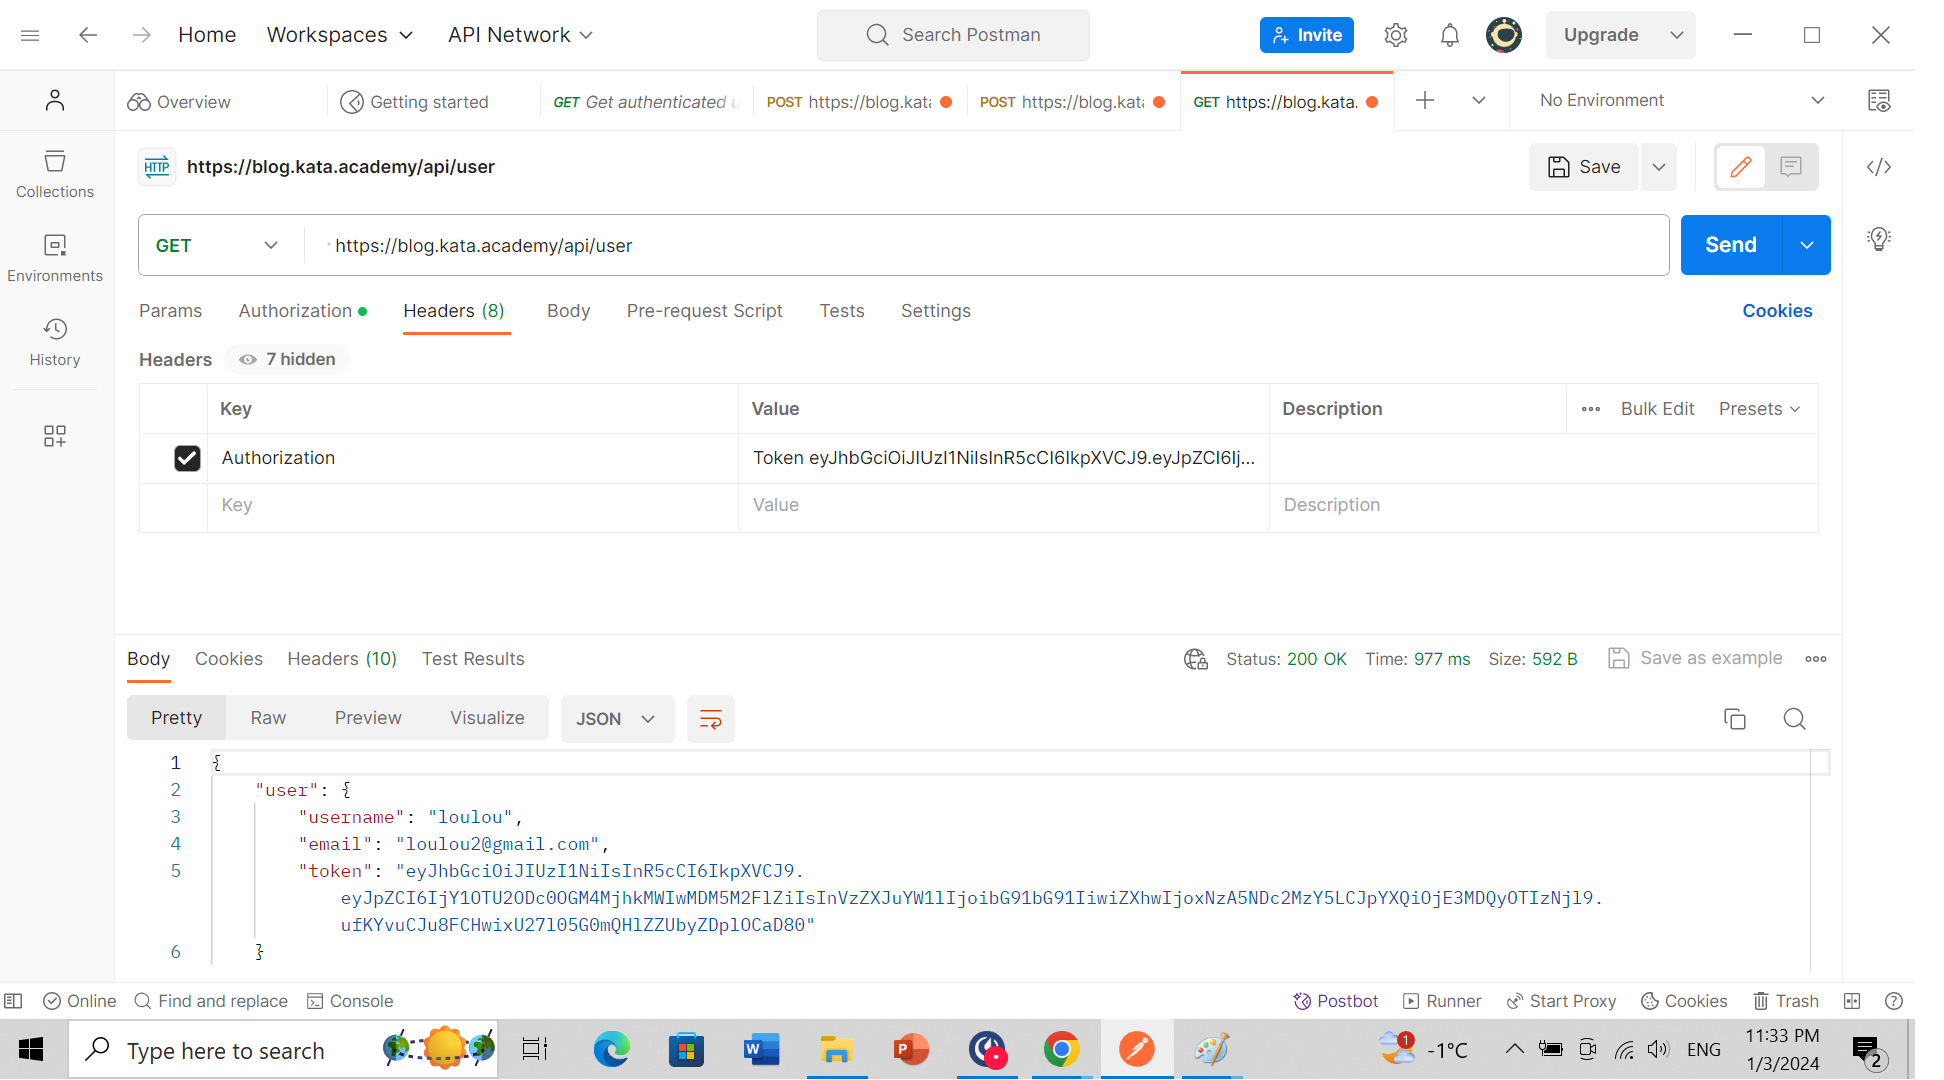 Home Workspaces API Network Search Postman Invite Upgrade
Overview Getting started GET Get authenticated u POST https://blog.kata POST https://blog.kata GET https://blog.kata. No Environment
HTTP https://blog.kata.academy/api/user Save
Collections
GET https://blog.kata.academy/api/user Send
Environments
Params Authorization Headers (8) Body Pre-request Script Tests Settings Cookies
History
Headers 7 hidden
Key Value Description Bulk Edit Presets
Authorization Token eyJhbGciOiJIUzI1NiIsInR5cCI6IkpXVCJ9.eyJpZCI6Ij...
Key Value Description
Body Cookies Headers (10) Test Results Status: 200 OK Time: 977 ms Size: 592 B Save as example
Pretty Raw Preview Visualize JSON
1 {
2 "user": {
3 "username": "loulou",
4 "email": "loulou2@gmail.com",
5 "token": "eyJhbGciOiJIUzI1NiIsInR5cCI6IkpXVCJ9.
eyJpZCI6IjY1OTU2ODc0OGM4MjhkMWIwMDM5M2FlZiIsInVzZXJuYW1lIjoibG91bG91IiwiZXhwIjoxNzA5NDc2MzY5LCJpYXQiOjE3MDQyOTIzNjl9.
ufKYvuCJu8FCHwixU27l05G0mQHlZZUbyZDplOCaD80"
6 }
Online Find and replace Console Postbot Runner Start Proxy Cookies Trash
Type here to search 1 -1°C ENG 11:33 PM
1/3/2024 2